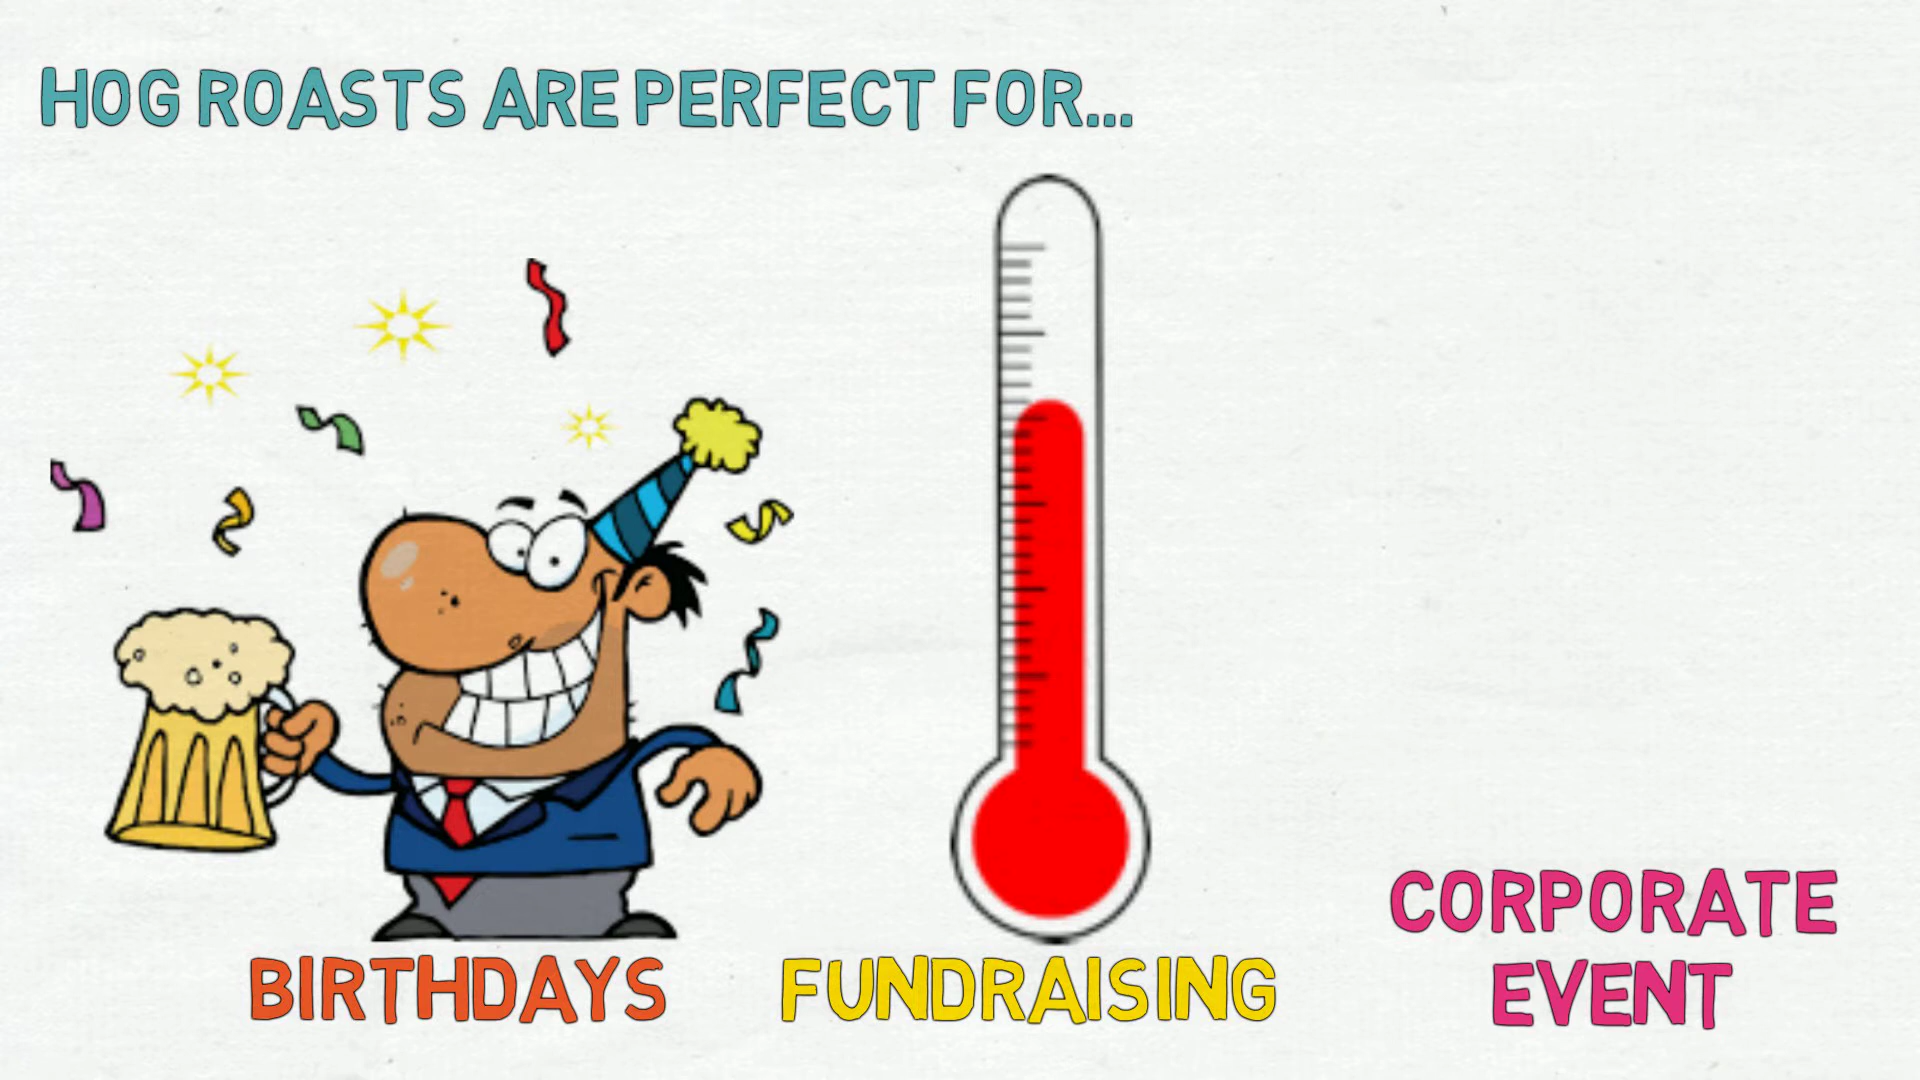 HOG ROASTS ARE PERFECT FOR...
BIRTHDAYS
FUNDRAISING
CORPORATE
EVENT